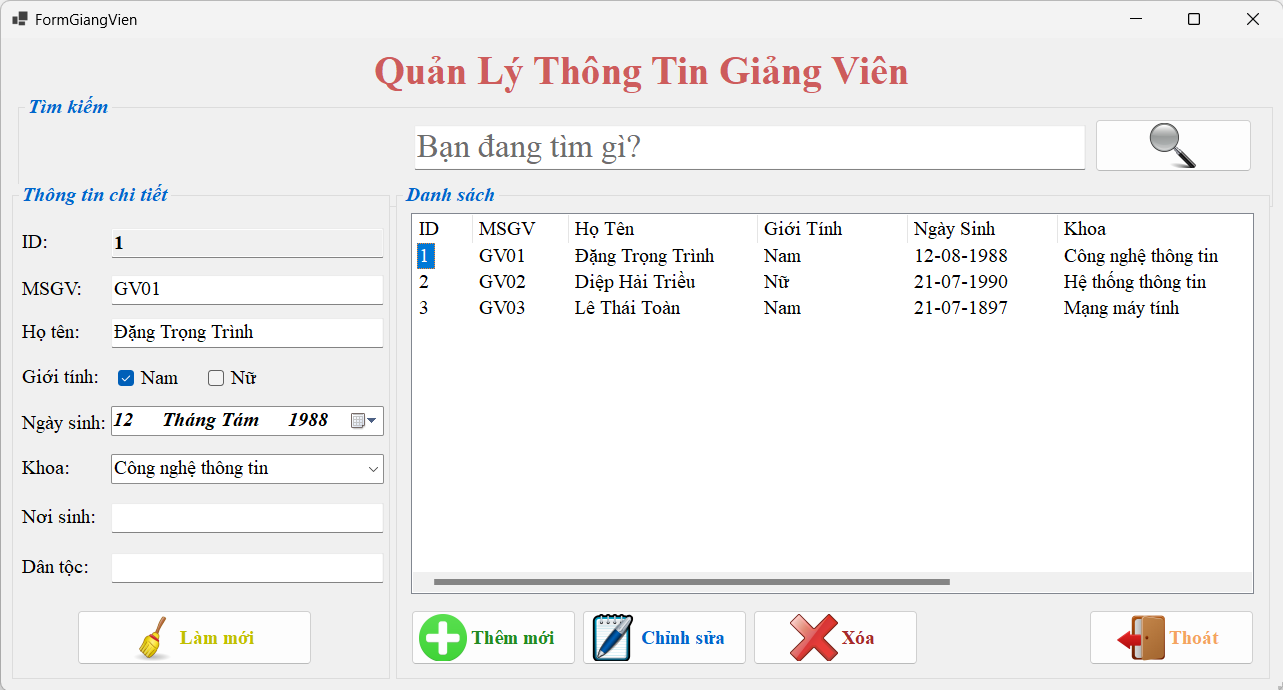 FormGiangVien
Quản Lý Thông Tin Giảng Viên
Tìm kiếm
Bạn đang tìm gì?
Thông tin chi tiết
ID: 1
MSGV: GV01
Họ tên: Đặng Trọng Trình
Giới tính: Nam Nữ
Ngày sinh: 12 Tháng Tám 1988
Khoa: Công nghệ thông tin
Nơi sinh:
Dân tộc:
Làm mới
Danh sách
ID MSGV Họ Tên Giới Tính Ngày Sinh Khoa
1 GV01 Đặng Trọng Trình Nam 12-08-1988 Công nghệ thông tin
2 GV02 Diệp Hải Triều Nữ 21-07-1990 Hệ thống thông tin
3 GV03 Lê Thái Toàn Nam 21-07-1897 Mạng máy tính
Thêm mới Chỉnh sửa Xóa Thoát